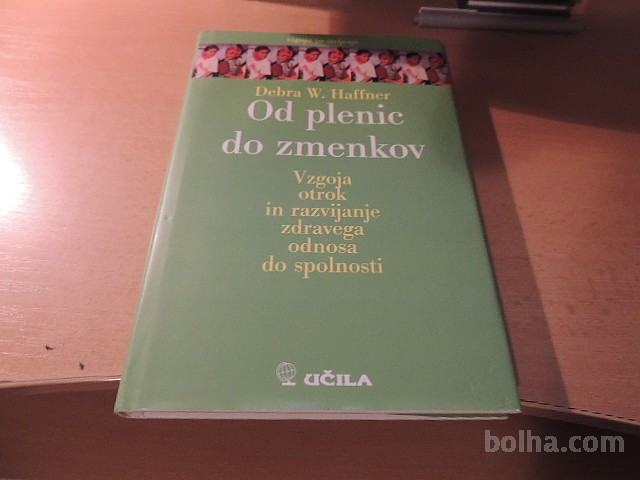 Debra W. Haffner
Od plenic
do zmenkov
Vzgoja
otrok
in razvijanje
zdravega
odnosa
do spolnosti
UČILA
bolha.com